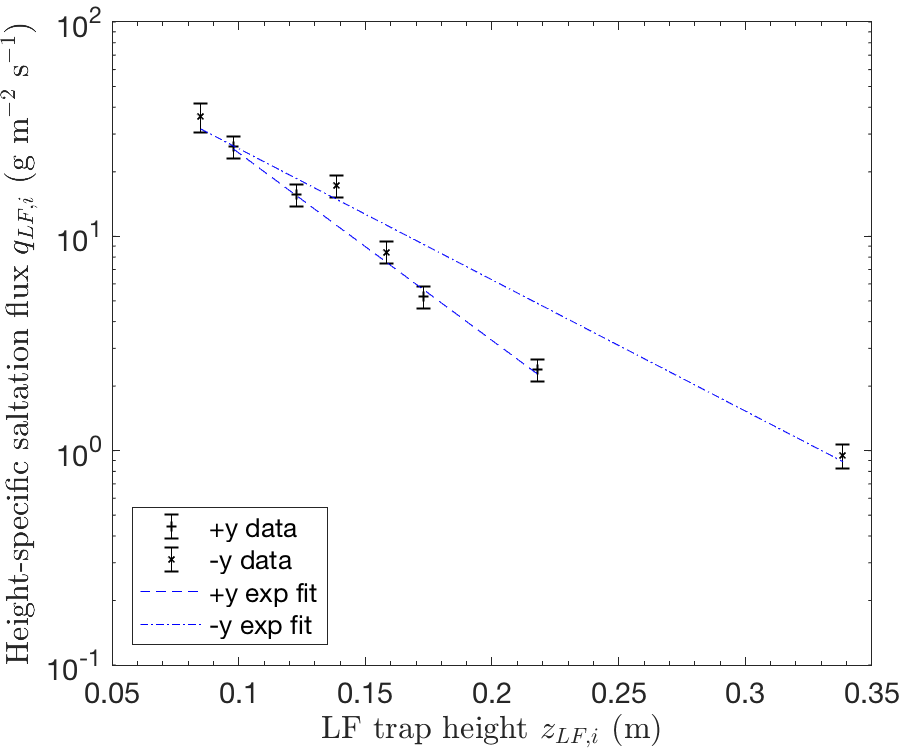 Height-specific saltation flux q_{LF,i} (g m^{-2} s^{-1})
10^2
10^1
10^0
10^{-1}
+y data
-y data
+y exp fit
-y exp fit
0.05 0.1 0.15 0.2 0.25 0.3 0.35
LF trap height z_{LF,i} (m)